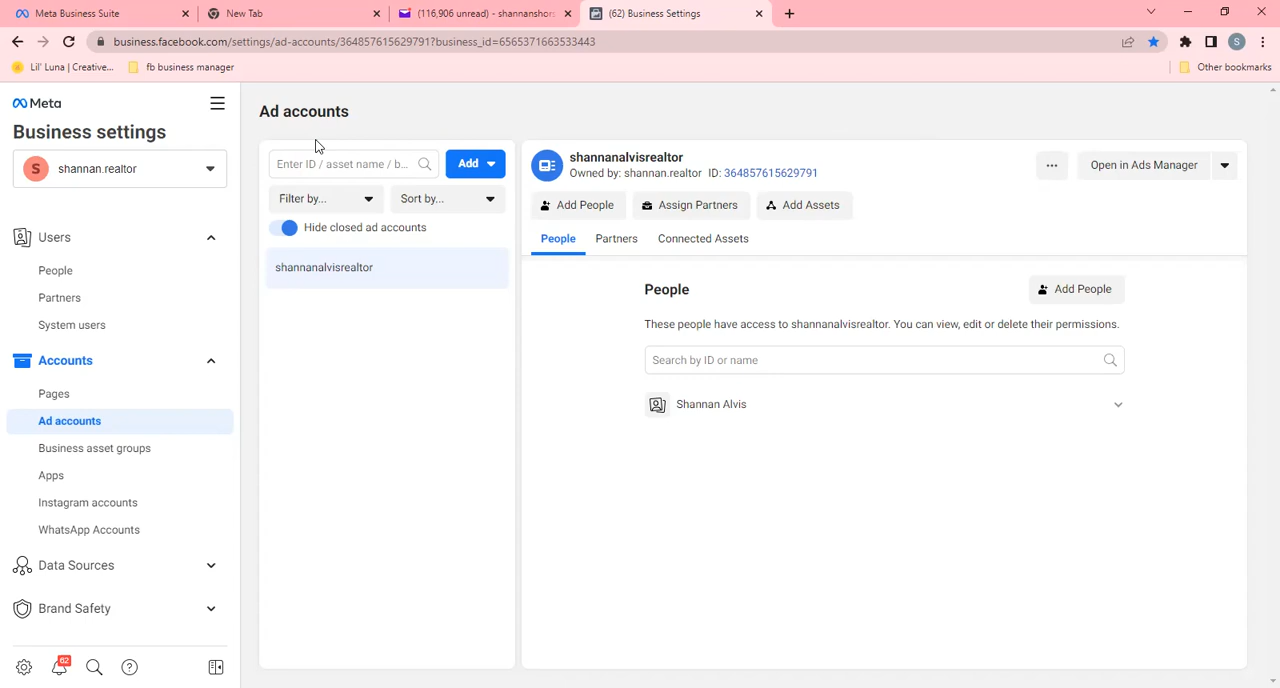 Meta Business Suite
New Tab
(116,906 unread) - shannanshor
(62) Business Settings
business.facebook.com/settings/ad-accounts/364857615629791?business_id=6565371663533443
S
Lil' Luna | Creative...
fb business manager
Other bookmarks
Meta
Business settings
S
shannan.realtor
Users
People
Partners
System users
Accounts
Pages
Ad accounts
Business asset groups
Apps
Instagram accounts
WhatsApp Accounts
Data Sources
Brand Safety
62
Ad accounts
Enter ID / asset name / b...
Add
Filter by...
Sort by...
Hide closed ad accounts
shannanalvisrealtor
shannanalvisrealtor
Owned by: shannan.realtor ID: 364857615629791
...
Open in Ads Manager
Add People
Assign Partners
Add Assets
People
Partners
Connected Assets
People
Add People
These people have access to shannanalvisrealtor. You can view, edit or delete their permissions.
Search by ID or name
Shannan Alvis